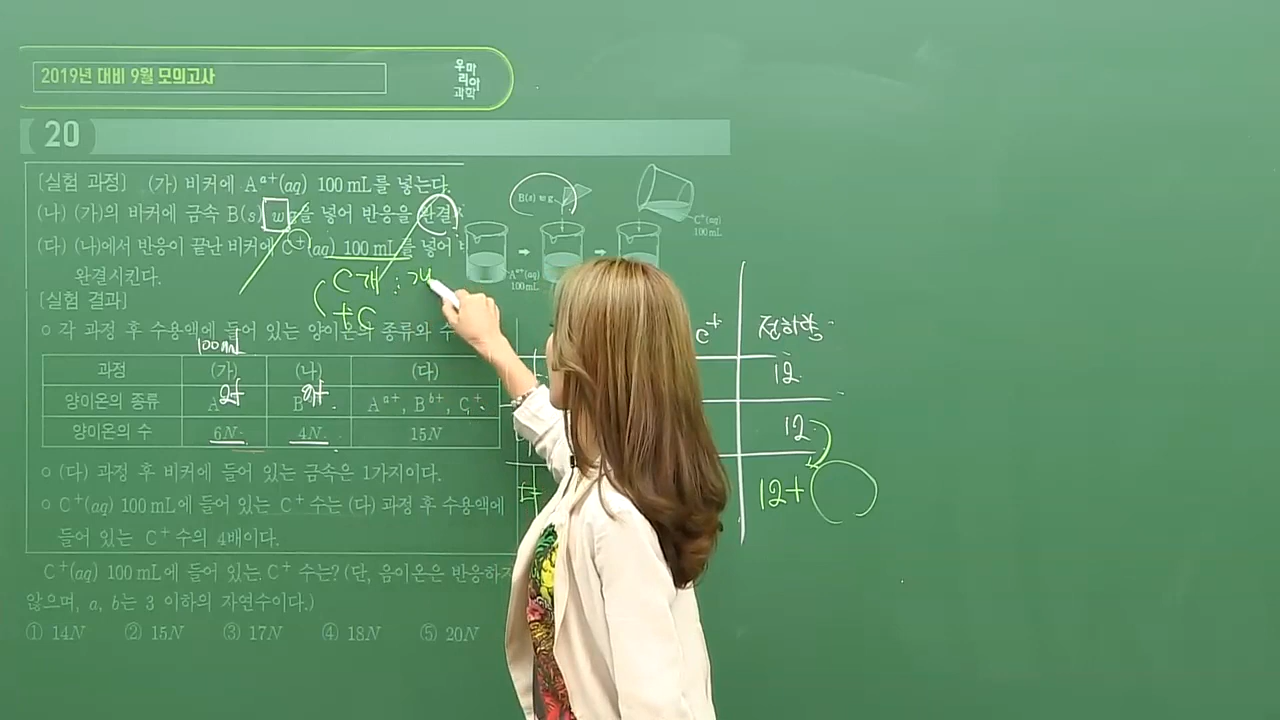 2019년 대비 9월 모의고사
우마
리아
과학
20
[실험 과정] (가) 비커에 Aᵃ⁺(aq) 100 mL를 넣는다.
(나) (가)의 비커에 금속 B(s) w g을 넣어 반응을 완결
(다) (나)에서 반응이 끝난 비커에 C⁺(aq) 100 mL를 넣어
완결시킨다.
B(s) w g
C⁺(aq)
100 mL
Aᵃ⁺(aq)
100 mL
C개
+C
[실험 결과]
○ 각 과정 후 수용액에 들어 있는 양이온의 종류와 수
100mL
과정 (가) (나) (다)
양이온의 종류 A²⁺ B Aᵃ⁺, Bᵇ⁺, C⁺
양이온의 수 6N 4N 15N
C⁺ 전하량
12
12
12+
○ (다) 과정 후 비커에 들어 있는 금속은 1가지이다.
○ C⁺(aq) 100 mL에 들어 있는 C⁺ 수는 (다) 과정 후 수용액에
들어 있는 C⁺ 수의 4배이다.
C⁺(aq) 100 mL에 들어 있는 C⁺ 수는? (단, 음이온은 반응하지
않으며, a, b는 3 이하의 자연수이다.)
① 14N ② 15N ③ 17N ④ 18N ⑤ 20N